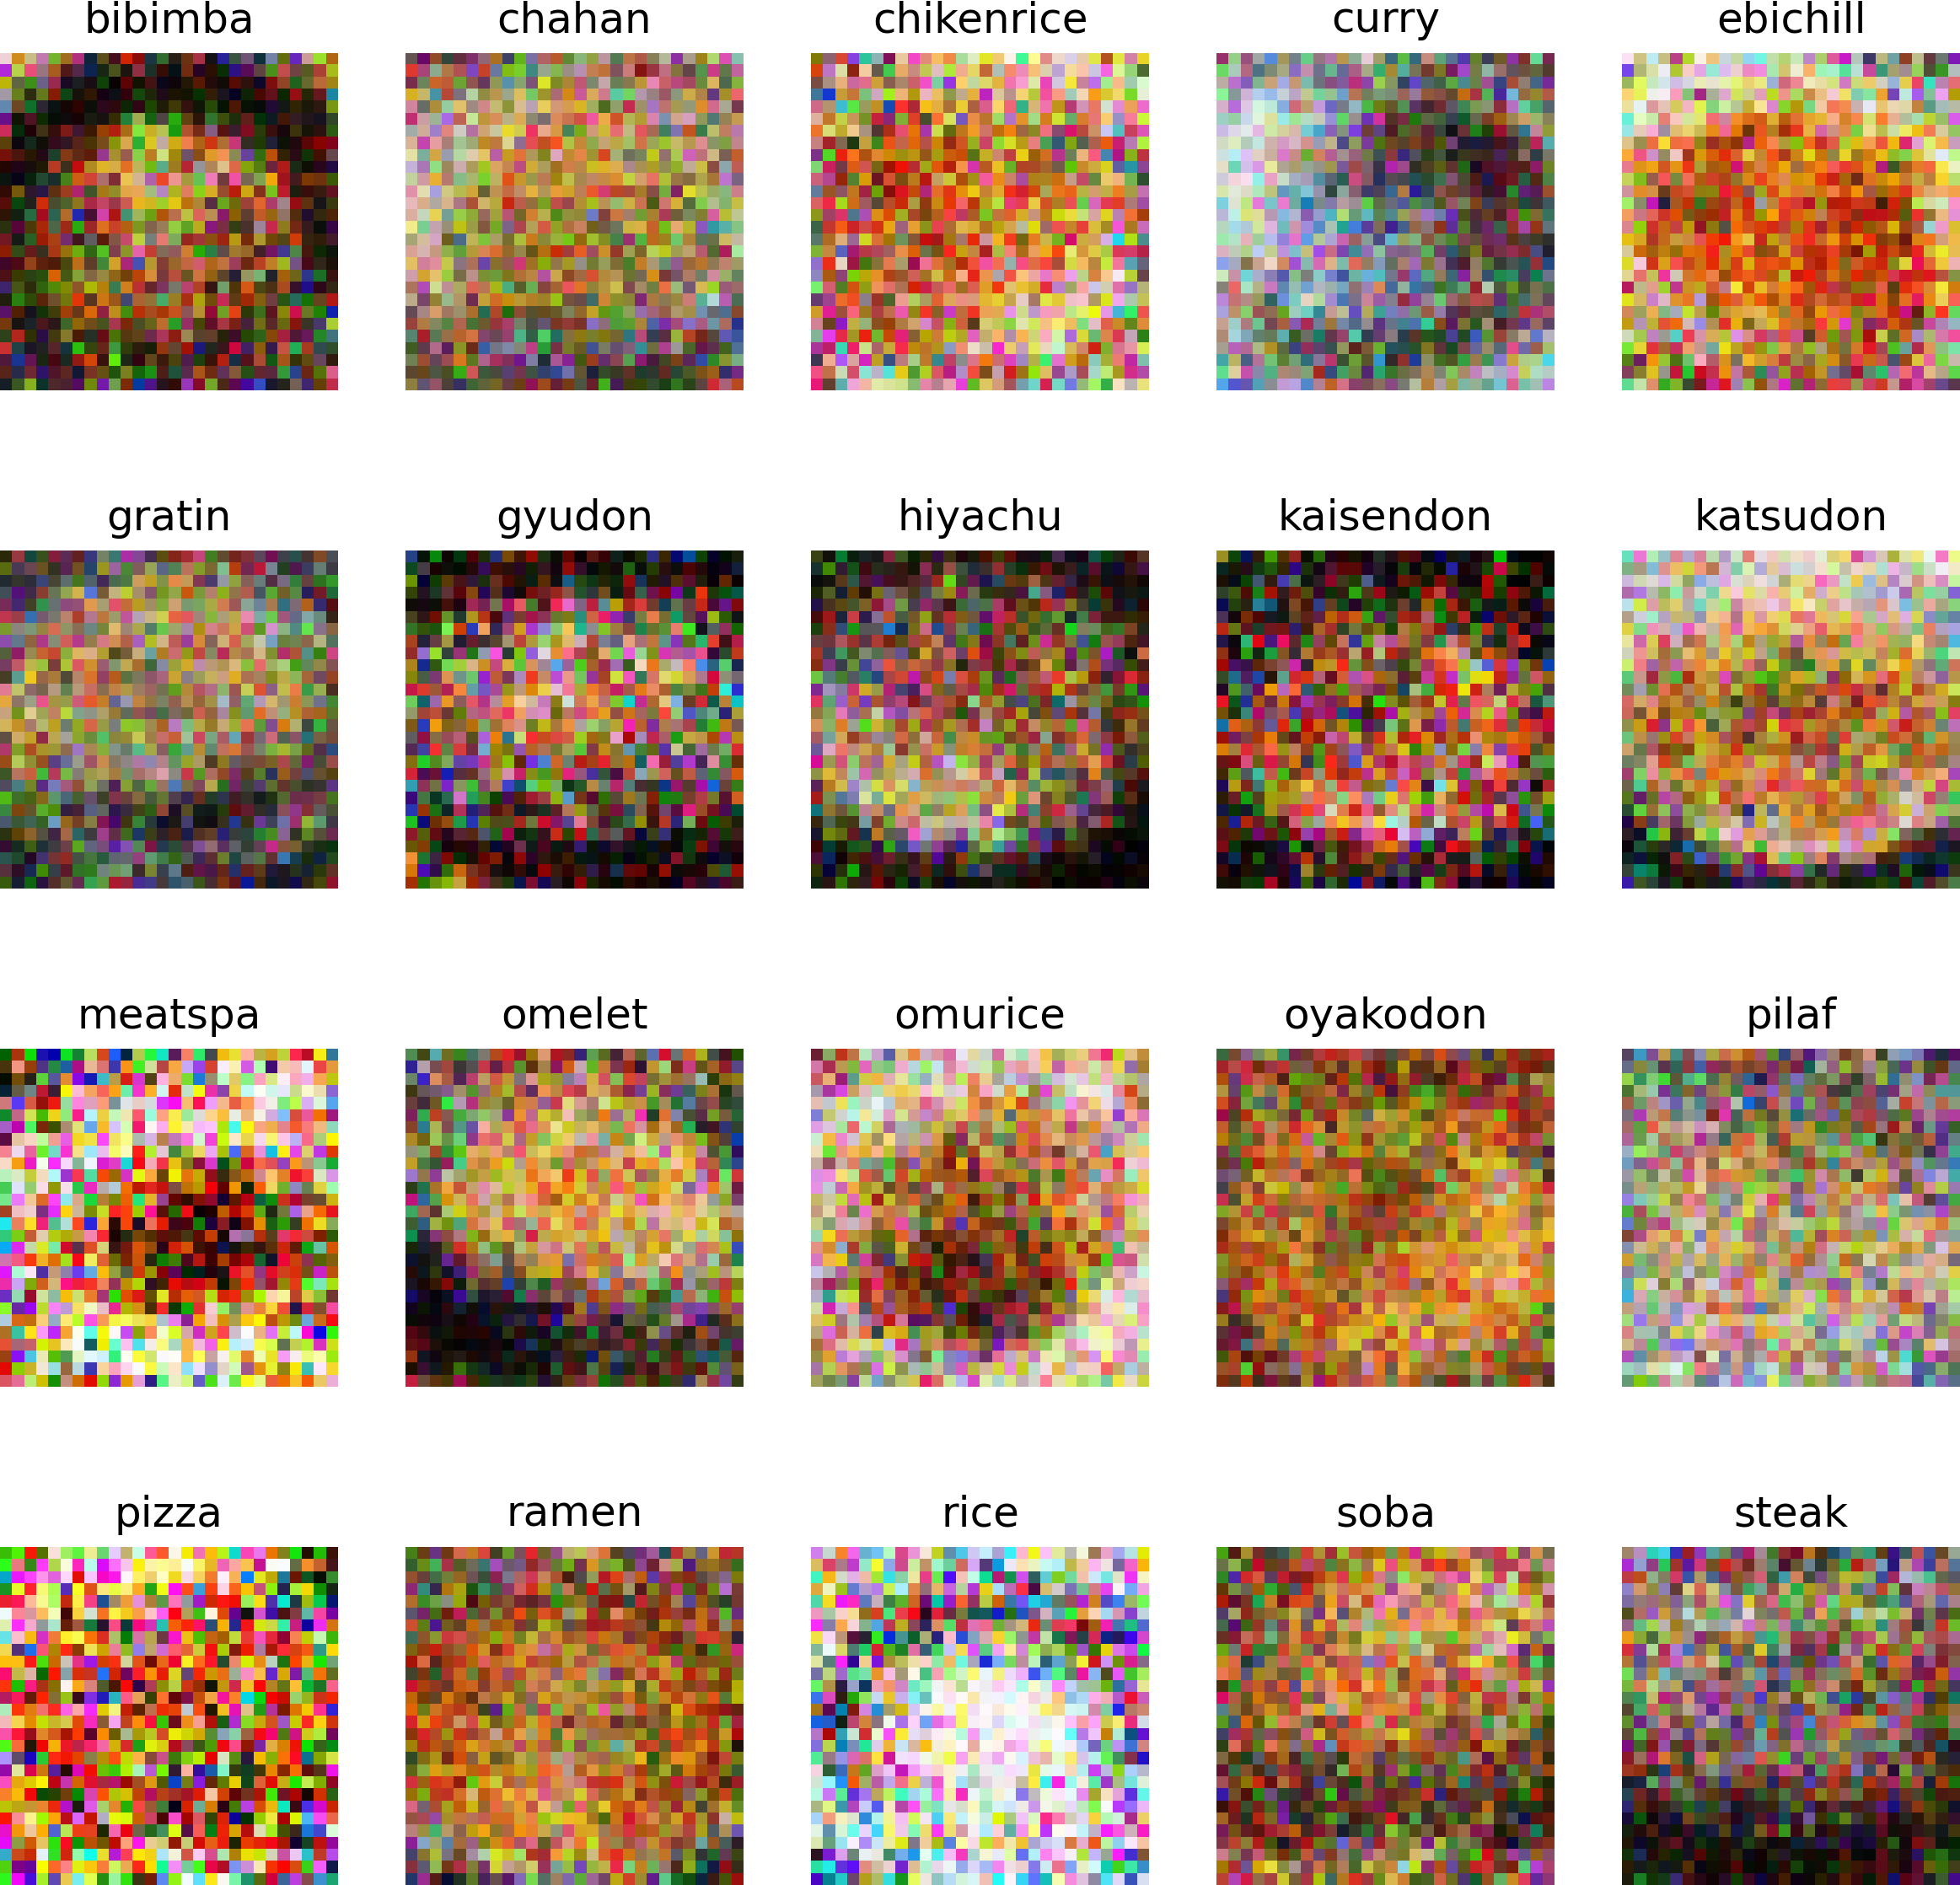 bibimba chahan chikenrice curry ebichill
gratin gyudon hiyachu kaisendon katsudon
meatspa omelet omurice oyakodon pilaf
pizza ramen rice soba steak